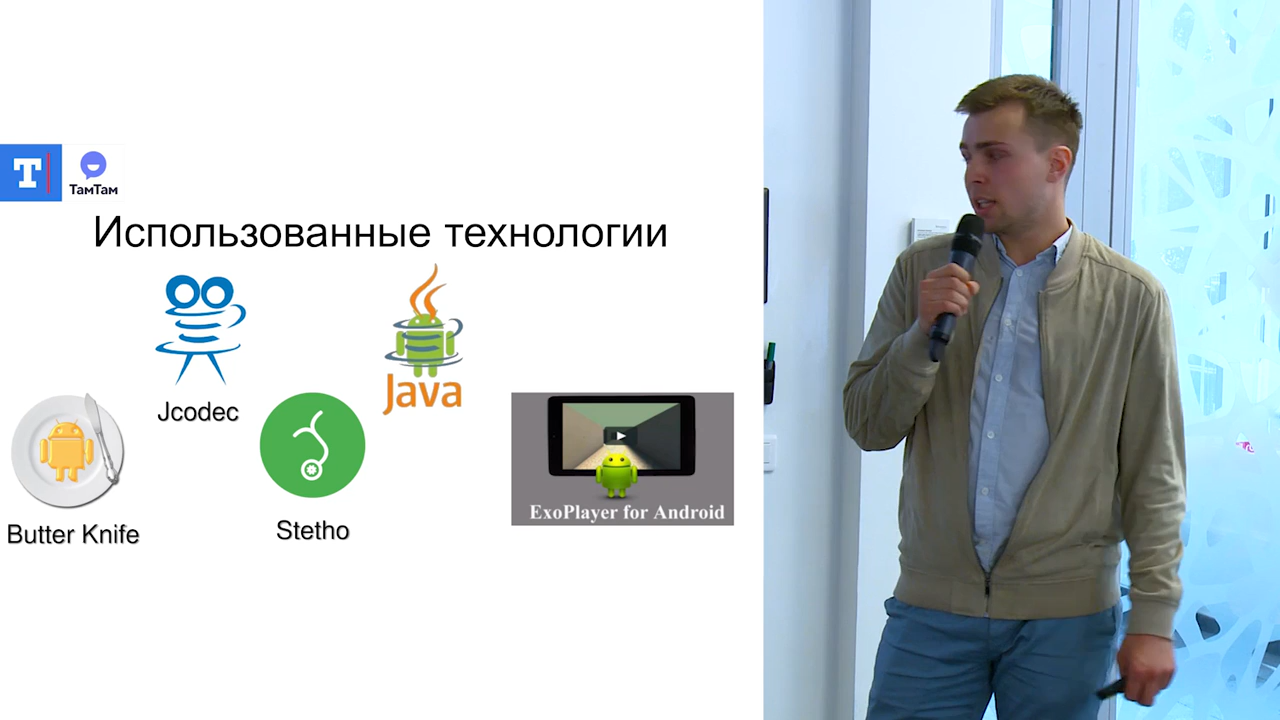 T
ТамТам
Использованные технологии
Jcodec
Java
Butter Knife
Stetho
ExoPlayer for Android